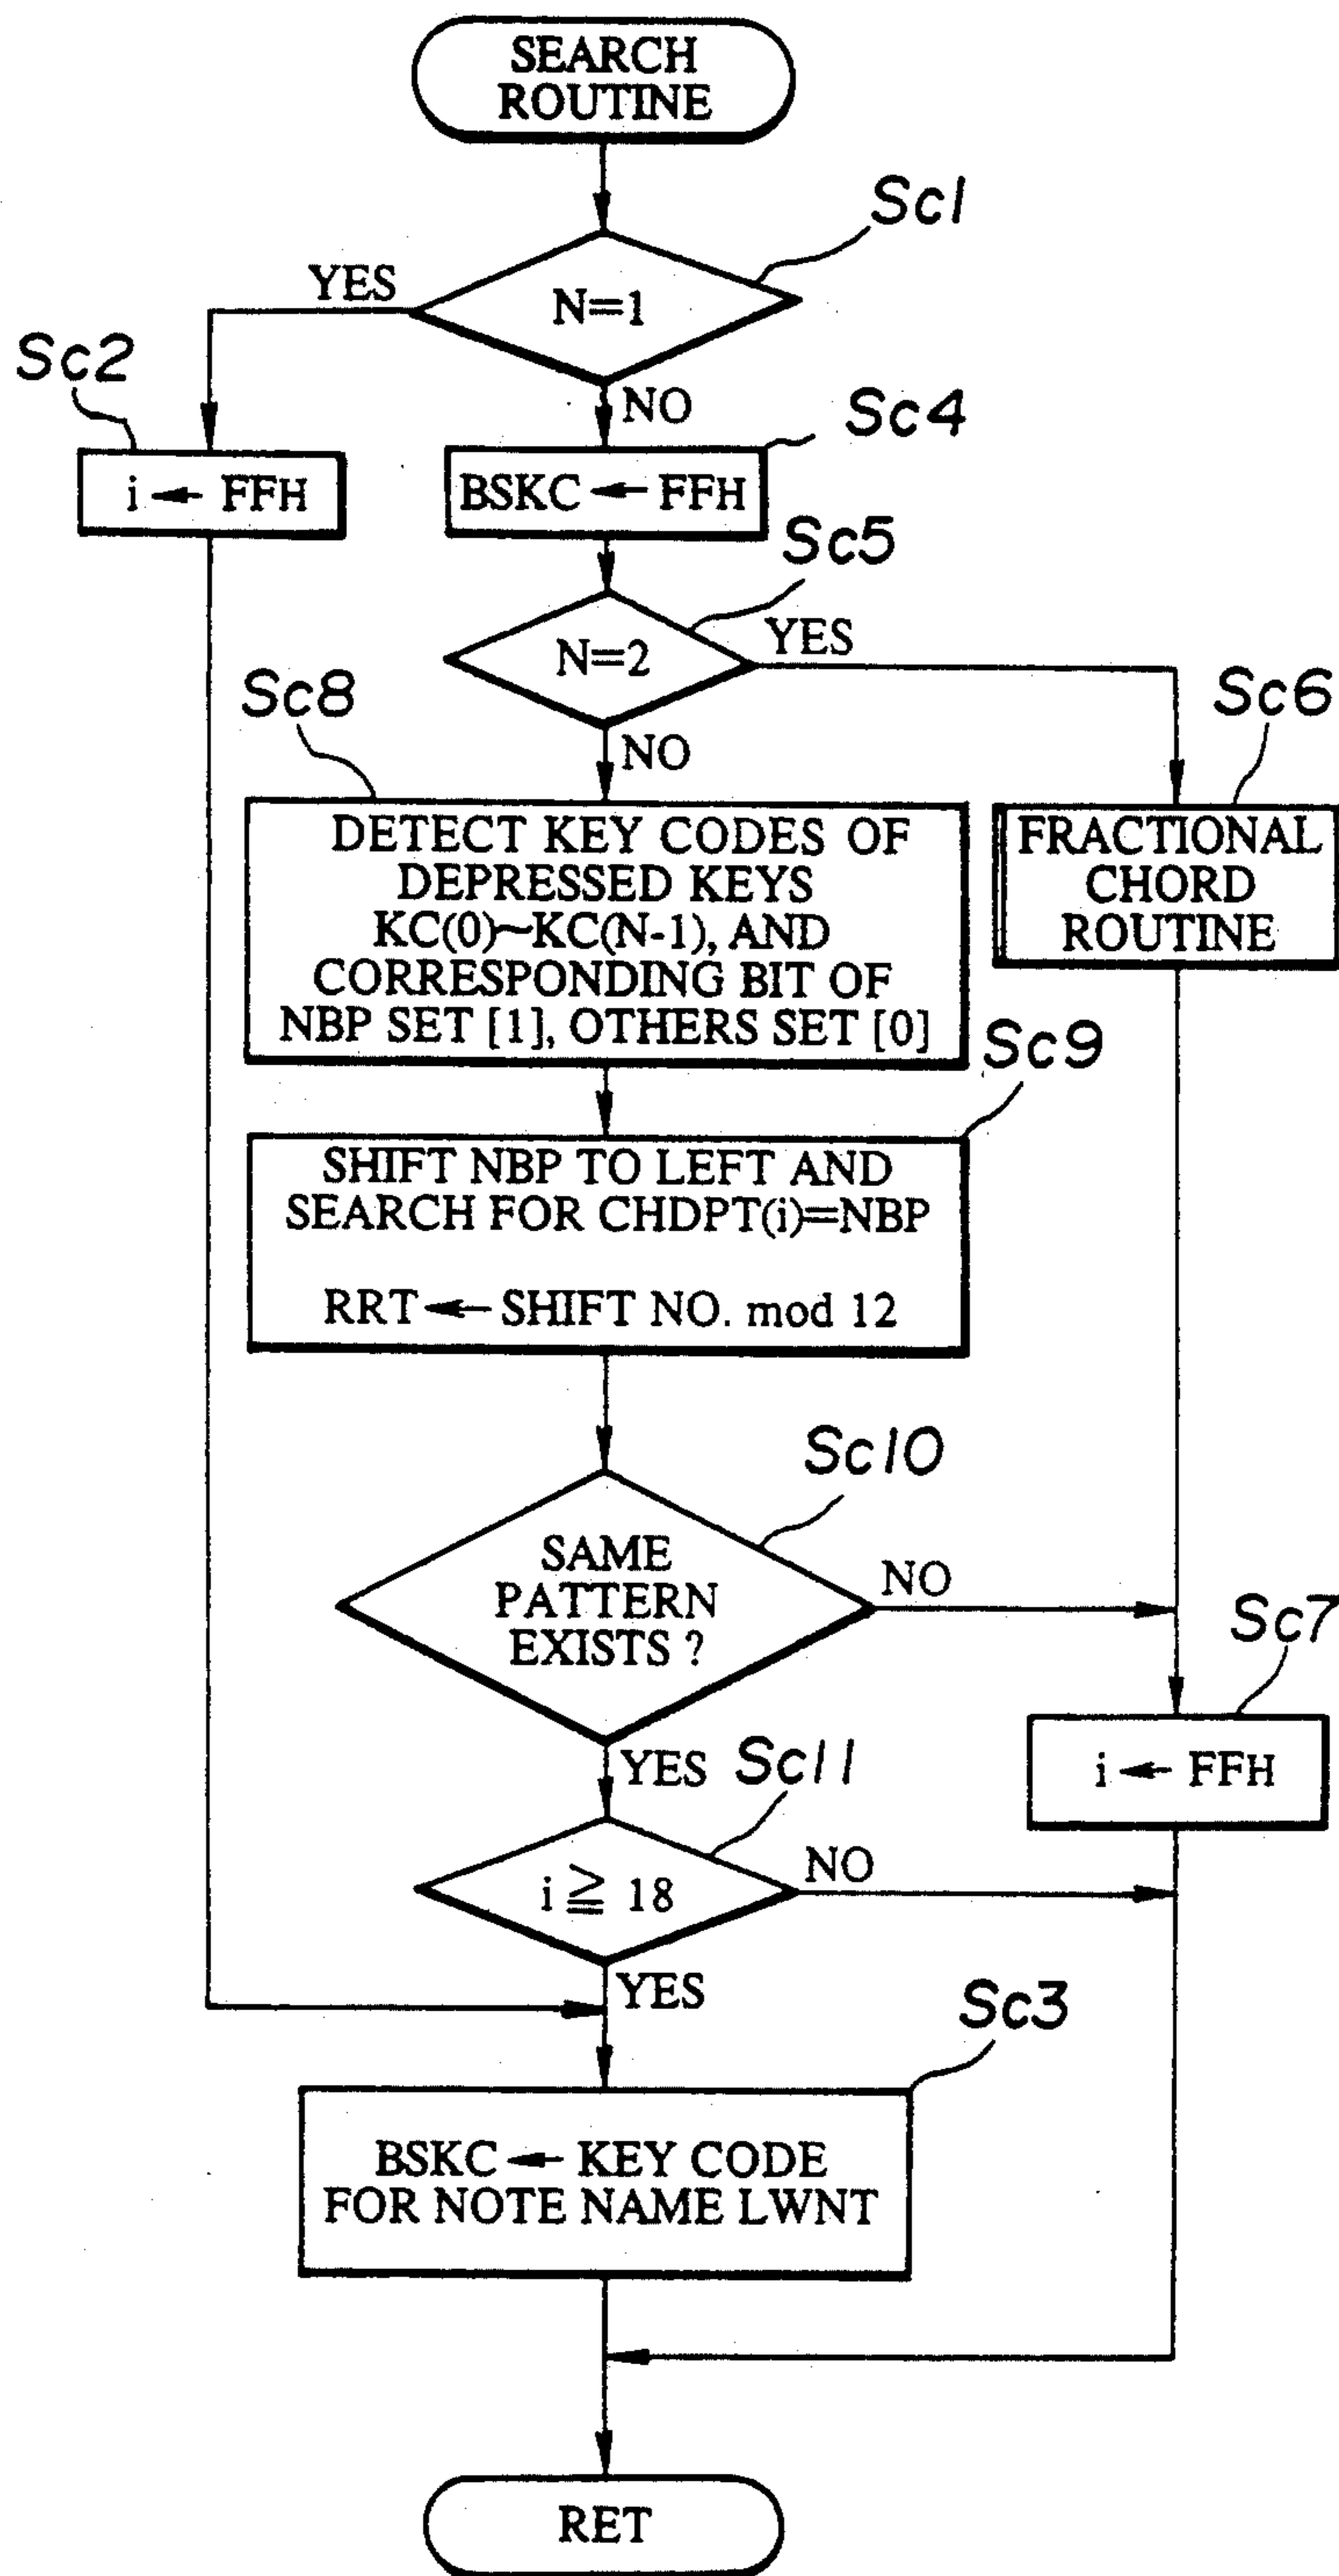 SEARCH
ROUTINE
Sc1
YES
N=1
Sc2
NO
Sc4
i ← FFH
BSKC ← FFH
Sc5
N=2
YES
Sc8
Sc6
NO
DETECT KEY CODES OF
DEPRESSED KEYS
KC(0)~KC(N-1), AND
CORRESPONDING BIT OF
NBP SET [1], OTHERS SET [0]
FRACTIONAL
CHORD
ROUTINE
Sc9
SHIFT NBP TO LEFT AND
SEARCH FOR CHDPT(i)=NBP
RRT ← SHIFT NO. mod 12
Sc10
SAME
PATTERN
EXISTS ?
NO
Sc7
YES
Sc11
i ← FFH
i ≧ 18
NO
YES
Sc3
BSKC ← KEY CODE
FOR NOTE NAME LWNT
RET